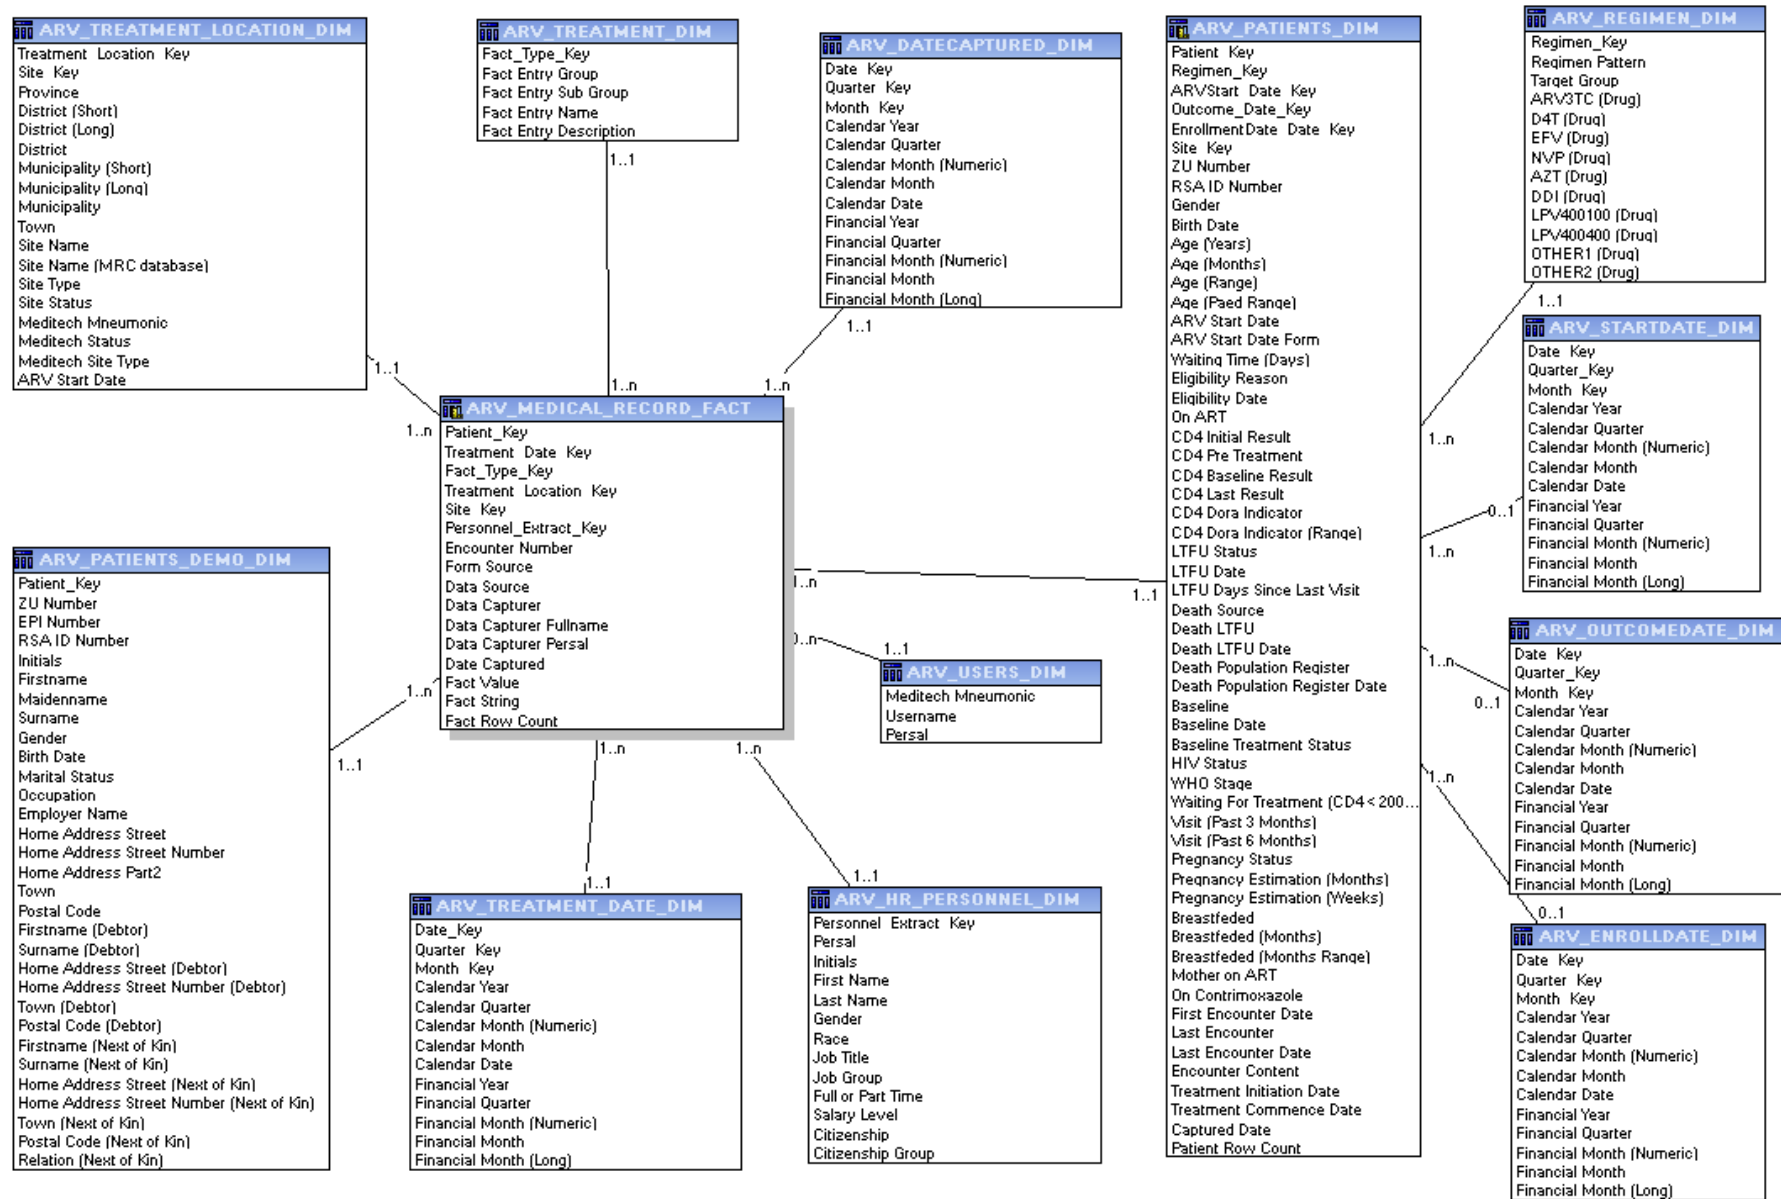 ARV_TREATMENT_LOCATION_DIM
Treatment Location Key
Site Key
Province
District (Short)
District (Long)
District
Municipality (Short)
Municipality (Long)
Municipality
Town
Site Name
Site Name (MRC database)
Site Type
Site Status
Meditech Mneumonic
Meditech Status
Meditech Site Type
ARV Start Date
1..1
1..n
ARV_TREATMENT_DIM
Fact_Type_Key
Fact Entry Group
Fact Entry Sub Group
Fact Entry Name
Fact Entry Description
1..1
1..n
ARV_DATECAPTURED_DIM
Date Key
Quarter Key
Month Key
Calendar Year
Calendar Quarter
Calendar Month (Numeric)
Calendar Month
Calendar Date
Financial Year
Financial Quarter
Financial Month (Numeric)
Financial Month
Financial Month (Long)
1..1
1..n
ARV_MEDICAL_RECORD_FACT
Patient_Key
Treatment Date Key
Fact_Type_Key
Treatment Location Key
Site Key
Personnel_Extract_Key
Encounter Number
Form Source
Data Source
Data Capturer
Data Capturer Fullname
Data Capturer Persal
Date Captured
Fact Value
Fact String
Fact Row Count
1..n
1..1
0..n
1..1
ARV_USERS_DIM
Meditech Mneumonic
Username
Persal
ARV_PATIENTS_DEMO_DIM
Patient_Key
ZU Number
EPI Number
RSA ID Number
Initials
Firstname
Maidenname
Surname
Gender
Birth Date
Marital Status
Occupation
Employer Name
Home Address Street
Home Address Street Number
Home Address Part2
Town
Postal Code
Firstname (Debtor)
Surname (Debtor)
Home Address Street (Debtor)
Home Address Street Number (Debtor)
Town (Debtor)
Postal Code (Debtor)
Firstname (Next of Kin)
Surname (Next of Kin)
Home Address Street (Next of Kin)
Home Address Street Number (Next of Kin)
Town (Next of Kin)
Postal Code (Next of Kin)
Relation (Next of Kin)
1..n
1..1
1..n
1..1
ARV_TREATMENT_DATE_DIM
Date_Key
Quarter Key
Month Key
Calendar Year
Calendar Quarter
Calendar Month (Numeric)
Calendar Month
Calendar Date
Financial Year
Financial Quarter
Financial Month (Numeric)
Financial Month
Financial Month (Long)
1..n
1..1
ARV_HR_PERSONNEL_DIM
Personnel Extract Key
Persal
Initials
First Name
Last Name
Gender
Race
Job Title
Job Group
Full or Part Time
Salary Level
Citizenship
Citizenship Group
ARV_PATIENTS_DIM
Patient Key
Regimen_Key
ARVStart Date Key
Outcome_Date_Key
EnrollmentDate Date Key
Site Key
ZU Number
RSA ID Number
Gender
Birth Date
Age (Years)
Age (Months)
Age (Range)
Age (Paed Range)
ARV Start Date
ARV Start Date Form
Waiting Time (Days)
Eligibility Reason
Eligibility Date
On ART
CD4 Initial Result
CD4 Pre Treatment
CD4 Baseline Result
CD4 Last Result
CD4 Dora Indicator
CD4 Dora Indicator (Range)
LTFU Status
LTFU Date
LTFU Days Since Last Visit
Death Source
Death LTFU
Death LTFU Date
Death Population Register
Death Population Register Date
Baseline
Baseline Date
Baseline Treatment Status
HIV Status
WHO Stage
Waiting For Treatment (CD4 < 200...
Visit (Past 3 Months)
Visit (Past 6 Months)
Pregnancy Status
Pregnancy Estimation (Months)
Pregnancy Estimation (Weeks)
Breastfeded
Breastfeded (Months)
Breastfeded (Months Range)
Mother on ART
On Contrimoxazole
First Encounter Date
Last Encounter
Last Encounter Date
Encounter Content
Treatment Initiation Date
Treatment Commence Date
Captured Date
Patient Row Count
ARV_REGIMEN_DIM
Regimen_Key
Regimen Pattern
Target Group
ARV3TC (Drug)
D4T (Drug)
EFV (Drug)
NVP (Drug)
AZT (Drug)
DDI (Drug)
LPV400100 (Drug)
LPV400400 (Drug)
OTHER1 (Drug)
OTHER2 (Drug)
1..1
1..n
ARV_STARTDATE_DIM
Date Key
Quarter_Key
Month Key
Calendar Year
Calendar Quarter
Calendar Month (Numeric)
Calendar Month
Calendar Date
Financial Year
Financial Quarter
Financial Month (Numeric)
Financial Month
Financial Month (Long)
0..1
1..n
ARV_OUTCOMEDATE_DIM
Date Key
Quarter_Key
Month Key
Calendar Year
Calendar Quarter
Calendar Month (Numeric)
Calendar Month
Calendar Date
Financial Year
Financial Quarter
Financial Month (Numeric)
Financial Month
Financial Month (Long)
1..n
0..1
1..n
0..1
ARV_ENROLLDATE_DIM
Date Key
Quarter Key
Month Key
Calendar Year
Calendar Quarter
Calendar Month (Numeric)
Calendar Month
Calendar Date
Financial Year
Financial Quarter
Financial Month (Numeric)
Financial Month
Financial Month (Long)